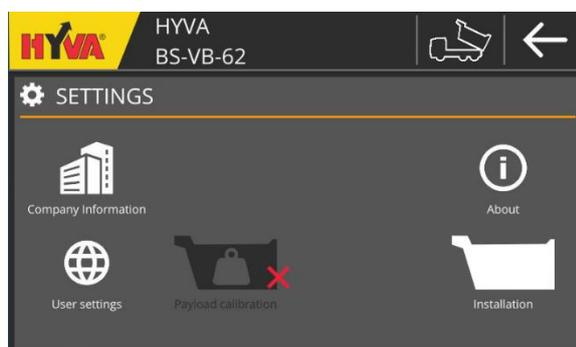 HYVA
HYVA
BS-VB-62
SETTINGS
Company Information
About
User settings
Payload calibration
Installation